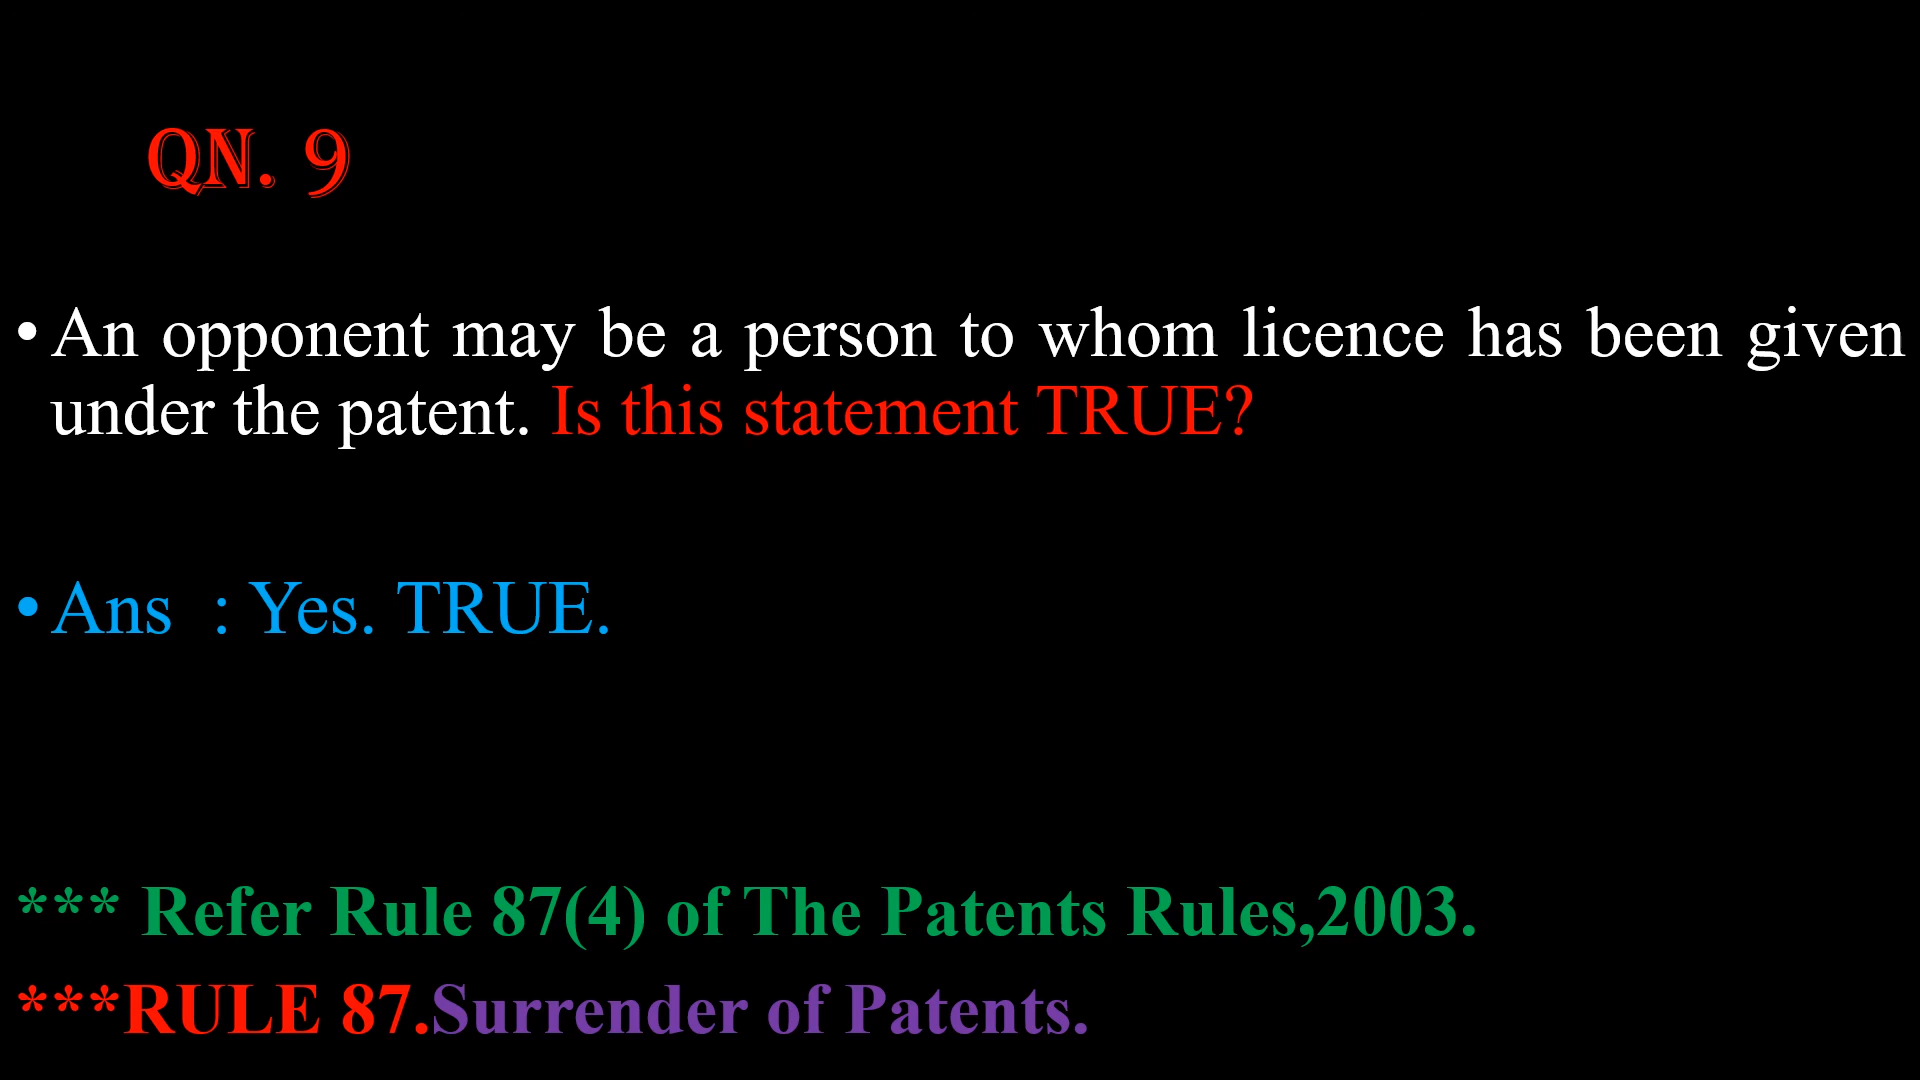 QN. 9
• An opponent may be a person to whom licence has been given
under the patent. Is this statement TRUE?
• Ans  : Yes. TRUE.
*** Refer Rule 87(4) of The Patents Rules,2003.
***RULE 87.Surrender of Patents.